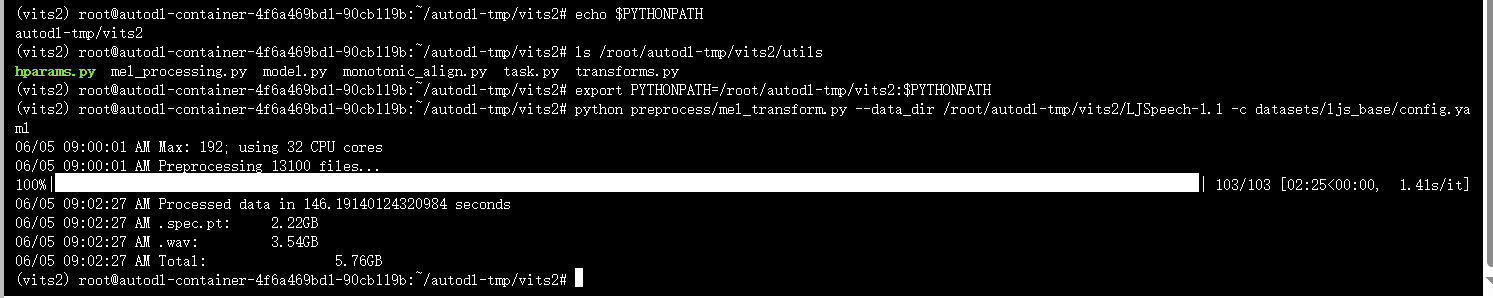 (vits2) root@autodl-container-4f6a469bd1-90cb119b:~/autodl-tmp/vits2# echo $PYTHONPATH
autodl-tmp/vits2
(vits2) root@autodl-container-4f6a469bd1-90cb119b:~/autodl-tmp/vits2# ls /root/autodl-tmp/vits2/utils
hparams.py mel_processing.py model.py monotonic_align.py task.py transforms.py
(vits2) root@autodl-container-4f6a469bd1-90cb119b:~/autodl-tmp/vits2# export PYTHONPATH=/root/autodl-tmp/vits2:$PYTHONPATH
(vits2) root@autodl-container-4f6a469bd1-90cb119b:~/autodl-tmp/vits2# python preprocess/mel_transform.py --data_dir /root/autodl-tmp/vits2/LJSpeech-1.1 -c datasets/ljs_base/config.ya
ml
06/05 09:00:01 AM Max: 192; using 32 CPU cores
06/05 09:00:01 AM Preprocessing 13100 files...
100%| | 103/103 [02:25<00:00, 1.41s/it]
06/05 09:02:27 AM Processed data in 146.19140124320984 seconds
06/05 09:02:27 AM .spec.pt: 2.22GB
06/05 09:02:27 AM .wav: 3.54GB
06/05 09:02:27 AM Total: 5.76GB
(vits2) root@autodl-container-4f6a469bd1-90cb119b:~/autodl-tmp/vits2#